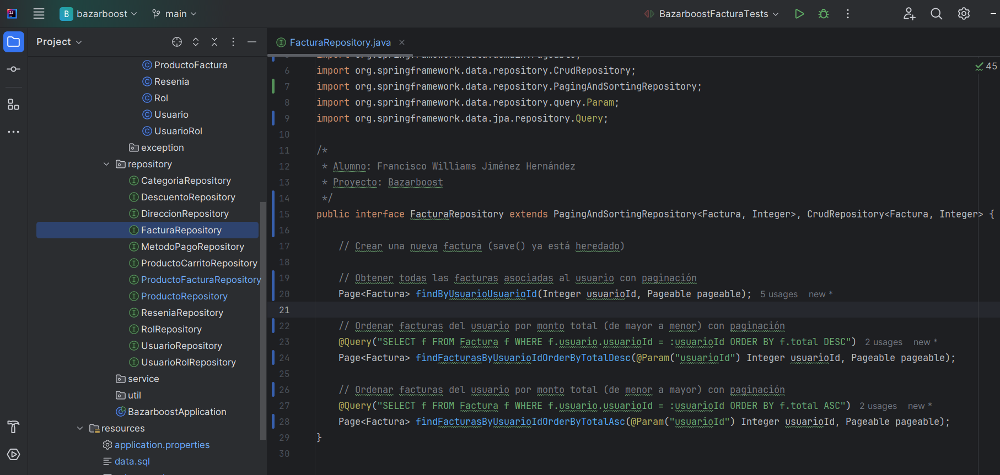 B bazarboost main BazarboostFacturaTests
Project
FacturaRepository.java
ProductoFactura
Resenia
Rol
Usuario
UsuarioRol
exception
repository
CategoriaRepository
DescuentoRepository
DireccionRepository
FacturaRepository
MetodoPagoRepository
ProductoCarritoRepository
ProductoFacturaRepository
ProductoRepository
ReseniaRepository
RolRepository
UsuarioRepository
UsuarioRolRepository
service
util
BazarboostApplication
resources
application.properties
data.sql
45
import org.springframework.data.domain.Pageable;
6 import org.springframework.data.repository.CrudRepository;
7 import org.springframework.data.repository.PagingAndSortingRepository;
8 import org.springframework.data.repository.query.Param;
9 import org.springframework.data.jpa.repository.Query;
10
11 /*
12 * Alumno: Francisco Williams Jiménez Hernández
13 * Proyecto: Bazarboost
14 */
15 public interface FacturaRepository extends PagingAndSortingRepository<Factura, Integer>, CrudRepository<Factura, Integer> {
16
17 // Crear una nueva factura (save() ya está heredado)
18
19 // Obtener todas las facturas asociadas al usuario con paginación
20 Page<Factura> findByUsuarioUsuarioId(Integer usuarioId, Pageable pageable); 5 usages new *
21
22 // Ordenar facturas del usuario por monto total (de mayor a menor) con paginación
23 @Query("SELECT f FROM Factura f WHERE f.usuario.usuarioId = :usuarioId ORDER BY f.total DESC") 2 usages new *
24 Page<Factura> findFacturasByUsuarioIdOrderByTotalDesc(@Param("usuarioId") Integer usuarioId, Pageable pageable);
25
26 // Ordenar facturas del usuario por monto total (de menor a mayor) con paginación
27 @Query("SELECT f FROM Factura f WHERE f.usuario.usuarioId = :usuarioId ORDER BY f.total ASC") 2 usages new *
28 Page<Factura> findFacturasByUsuarioIdOrderByTotalAsc(@Param("usuarioId") Integer usuarioId, Pageable pageable);
29 }
30